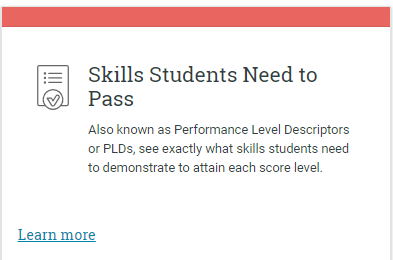 Skills Students Need to
Pass
Also known as Performance Level Descriptors
or PLDs, see exactly what skills students need
to demonstrate to attain each score level.
Learn more